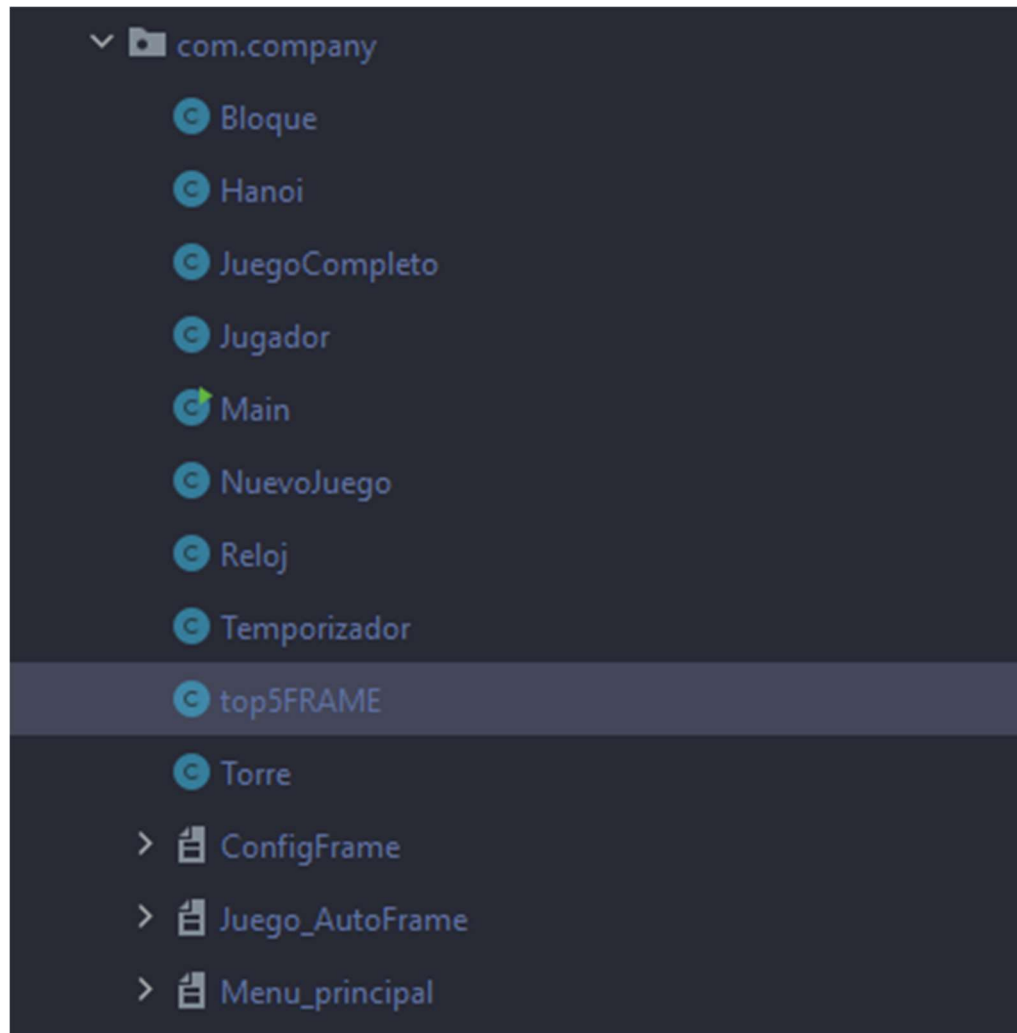 com.company
C Bloque
C Hanoi
C JuegoCompleto
C Jugador
C Main
C NuevoJuego
C Reloj
C Temporizador
C top5FRAME
C Torre
ConfigFrame
Juego_AutoFrame
Menu_principal